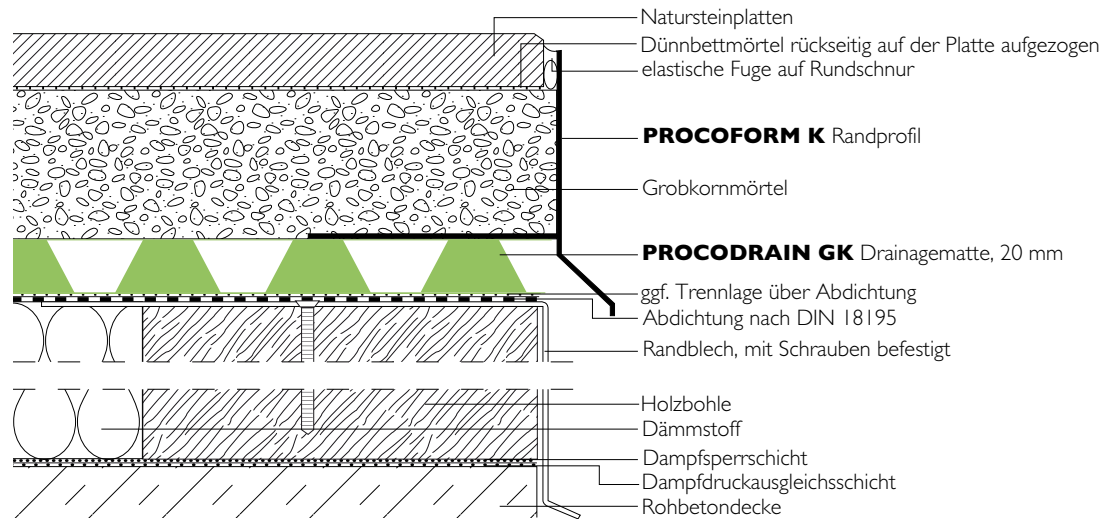 Natursteinplatten
Dünnbettmörtel rückseitig auf der Platte aufgezogen
elastische Fuge auf Rundschnur
PROCOFORM K Randprofil
Grobkornmörtel
PROCODRAIN GK Drainagematte, 20 mm
ggf. Trennlage über Abdichtung
Abdichtung nach DIN 18195
Randblech, mit Schrauben befestigt
Holzbohle
Dämmstoff
Dampfsperrschicht
Dampfdruckausgleichsschicht
Rohbetondecke